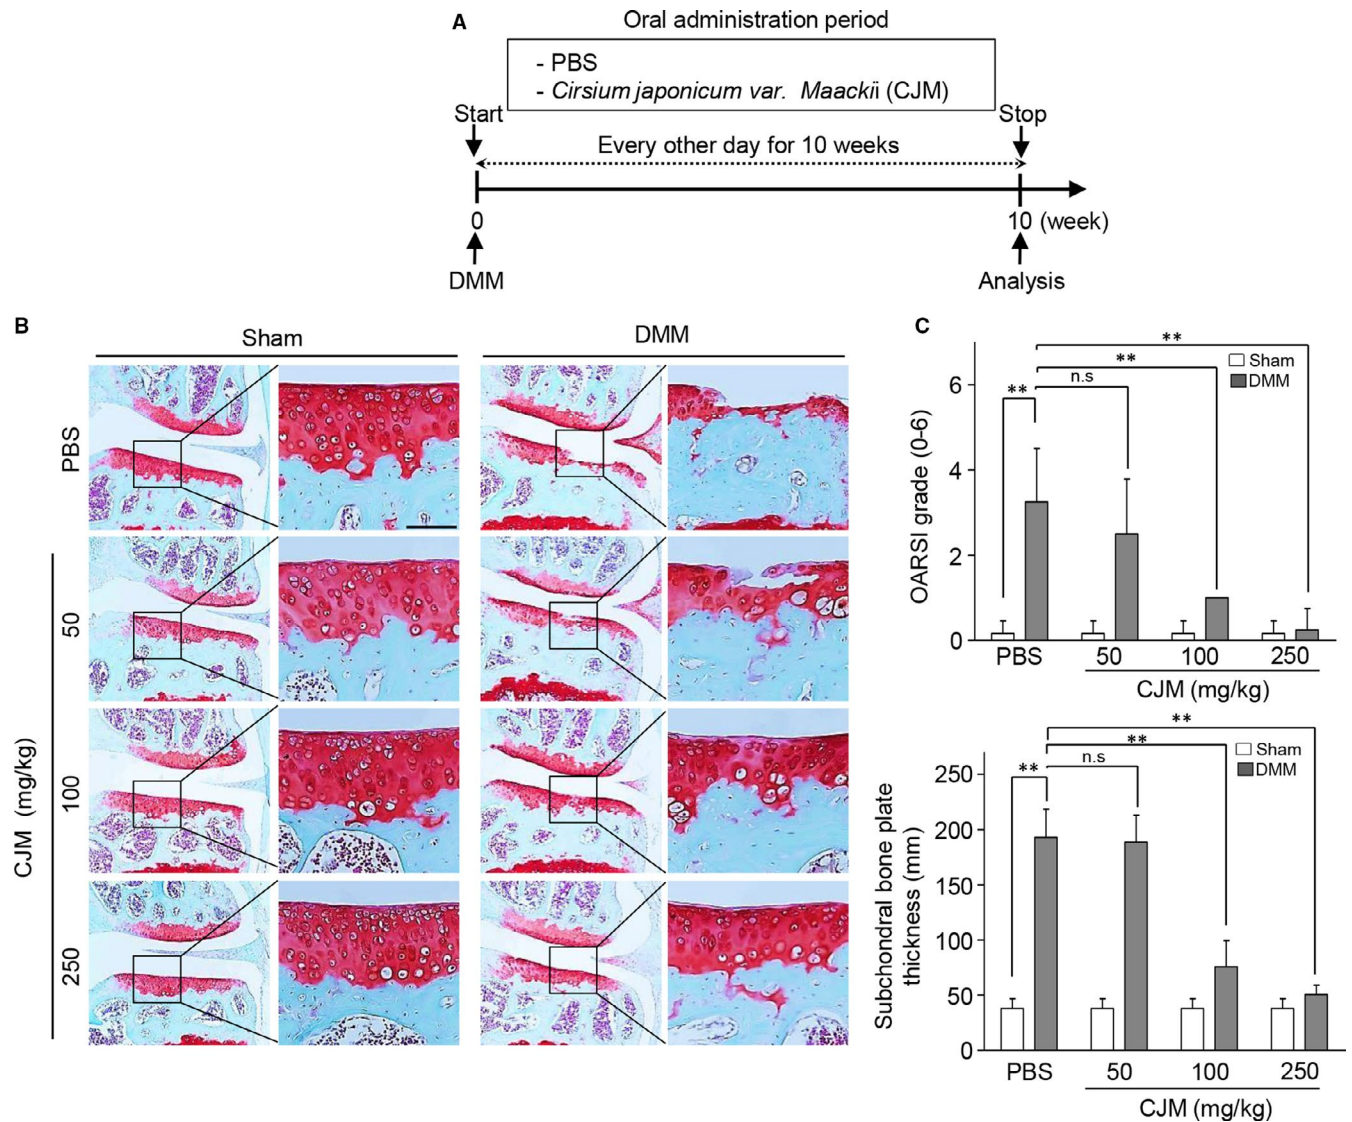 A
Oral administration period
- PBS
- Cirsium japonicum var. Maackii (CJM)
Start
Stop
Every other day for 10 weeks
0
10 (week)
DMM
Analysis
B
Sham
DMM
PBS
50
100
250
CJM (mg/kg)
C
**
**
n.s
**
Sham
DMM
OARSI grade (0-6)
6
4
2
0
PBS
50
100
250
CJM (mg/kg)
**
**
n.s
**
Sham
DMM
Subchondral bone plate
thickness (mm)
250
200
150
100
50
0
PBS
50
100
250
CJM (mg/kg)